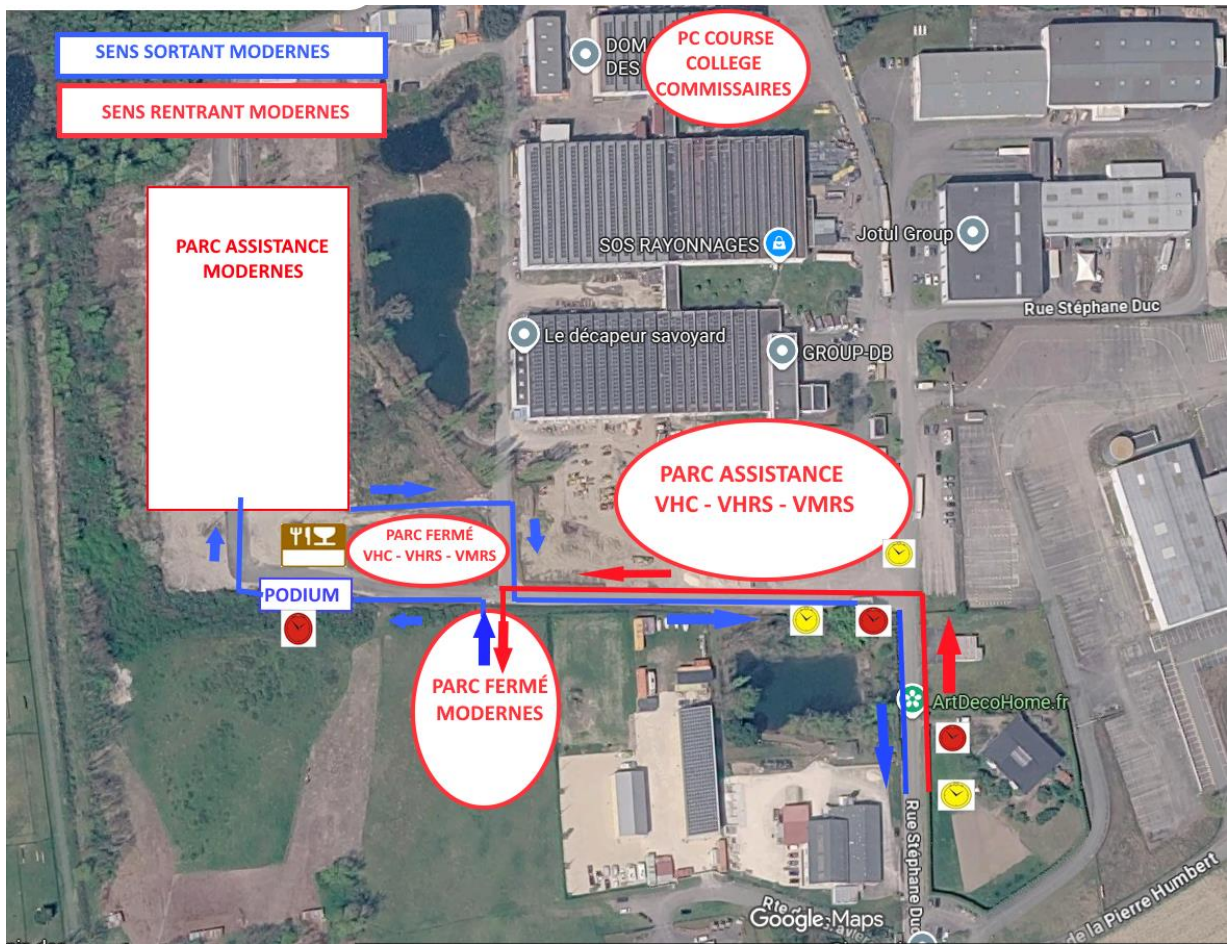 SENS SORTANT MODERNES
SENS RENTRANT MODERNES
DOM
DES
PC COURSE
COLLEGE
COMMISSAIRES
PARC ASSISTANCE
MODERNES
SOS RAYONNAGES
Jotul Group
Rue Stéphane Duc
Le décapeur savoyard
GROUP-DB
PARC ASSISTANCE
VHC - VHRS - VMRS
PARC FERMÉ
VHC - VHRS - VMRS
PODIUM
PARC FERMÉ
MODERNES
ArtDecoHome.fr
Rue Stéphane Duc
Google Maps
de la Pierre Humbert